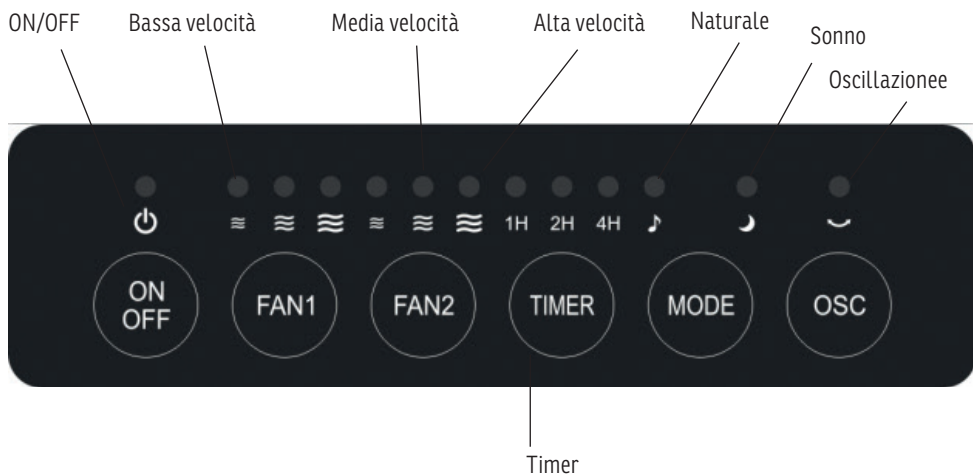 ON/OFF Bassa velocità Media velocità Alta velocità Naturale
Sonno
Oscillazionee
1H 2H 4H
ON
OFF
FAN1 FAN2 TIMER MODE OSC
Timer